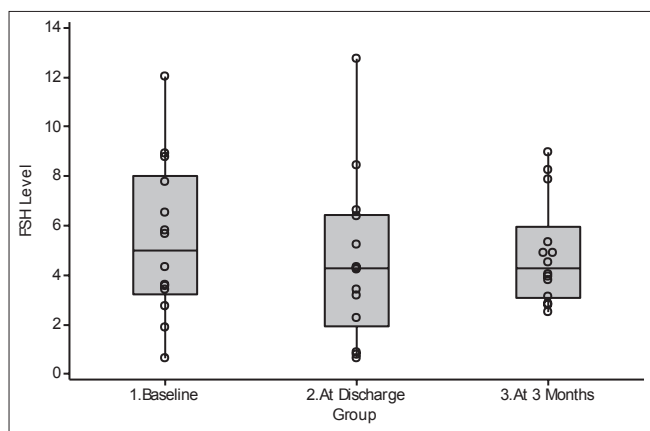 14
12
10
8
6
4
2
0
FSH Level
1.Baseline
2.At Discharge
3.At 3 Months
Group